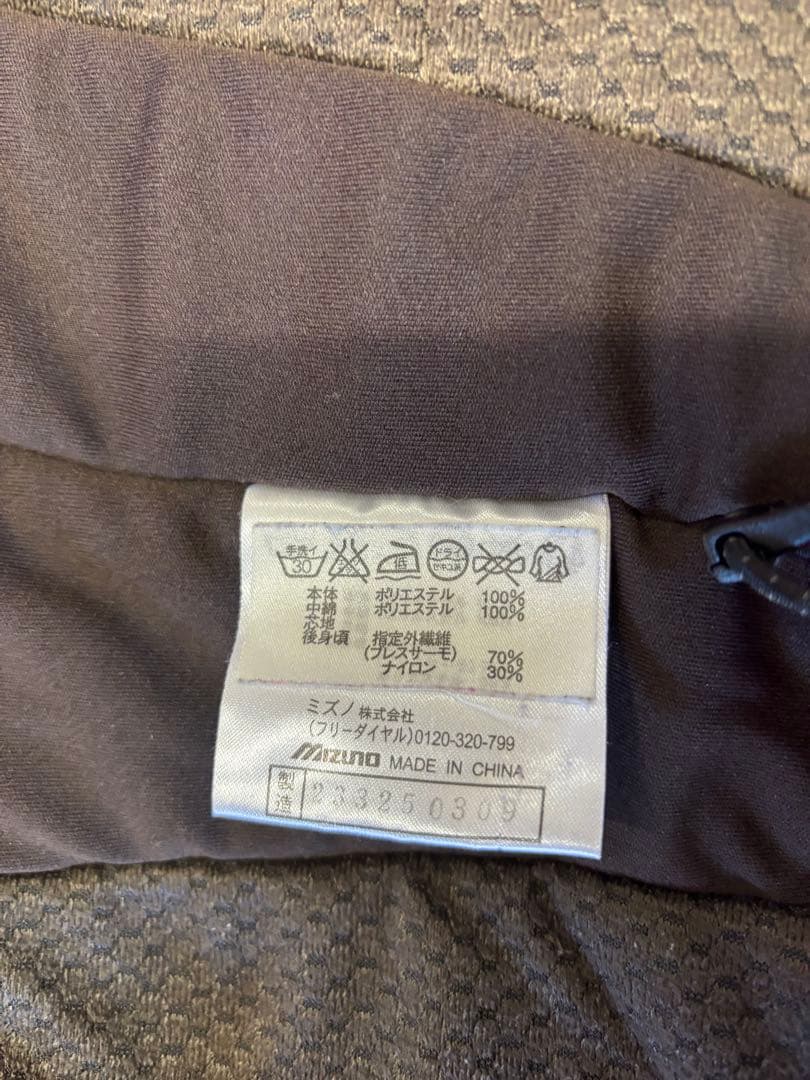 手洗イ 30 低 ドライ セキユ系
本体 ポリエステル 100%
中綿 ポリエステル 100%
芯地
後身頃 指定外繊維
(ブレスサーモ) 70%
ナイロン 30%
ミズノ株式会社
(フリーダイヤル)0120-320-799
MIZUNO MADE IN CHINA
製造 233250309